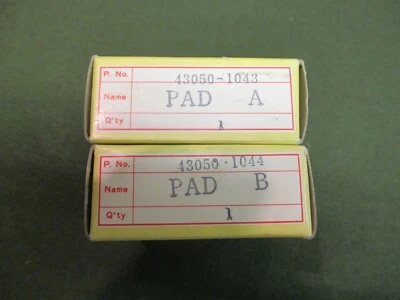 P. No. 43050-1043
Name PAD A
Q'ty 1
P. No. 43050-1044
Name PAD B
Q'ty 1